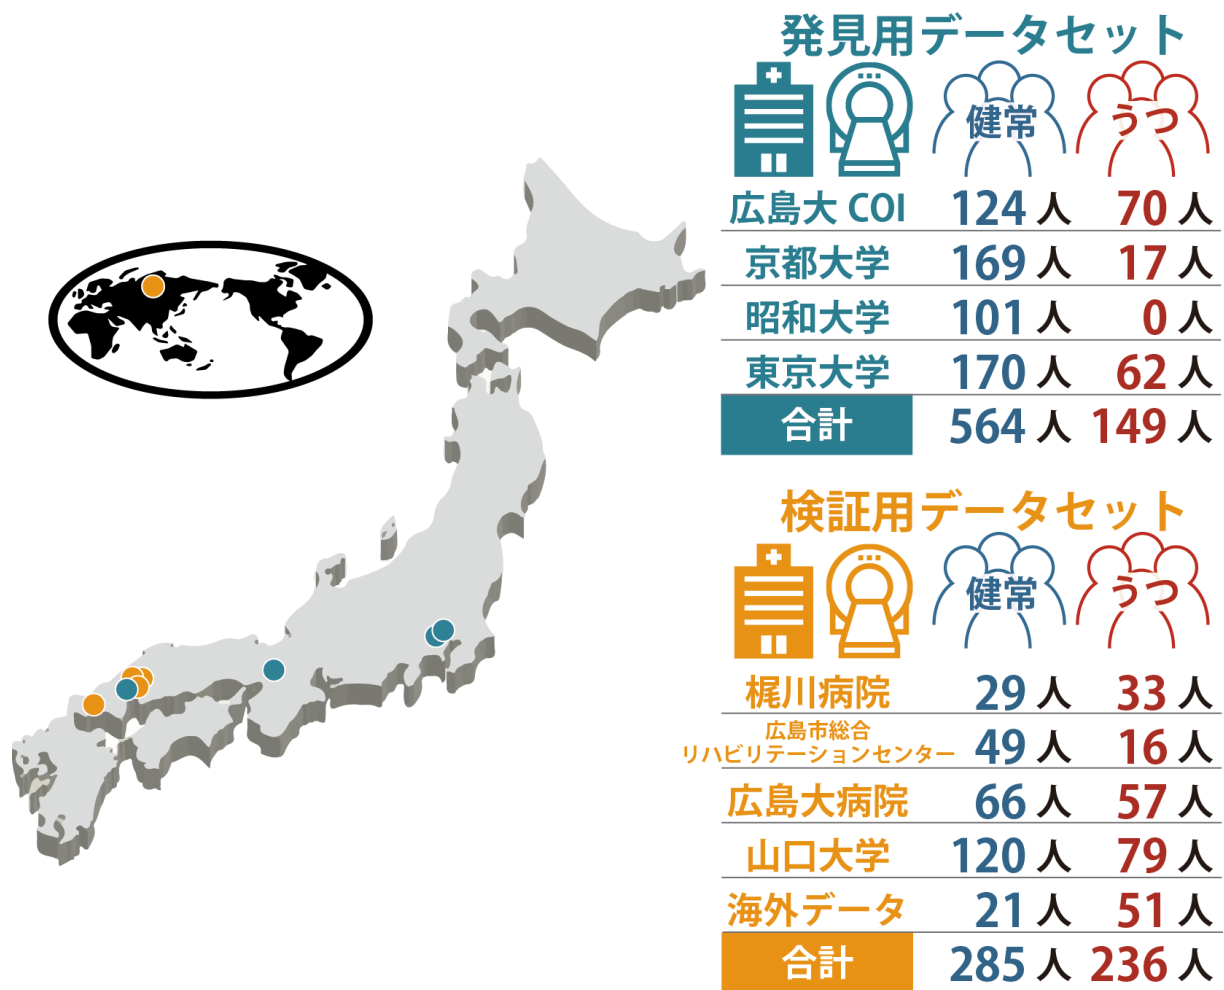 発見用データセット
健常 うつ
広島大 COI 124 人 70 人
京都大学 169 人 17 人
昭和大学 101 人 0 人
東京大学 170 人 62 人
合計 564 人 149 人
検証用データセット
健常 うつ
梶川病院 29 人 33 人
広島市総合
リハビリテーションセンター 49 人 16 人
広島大病院 66 人 57 人
山口大学 120 人 79 人
海外データ 21 人 51 人
合計 285 人 236 人